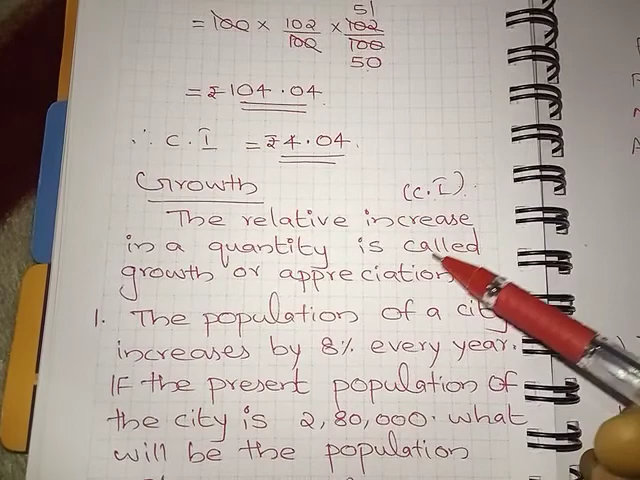 51
= 100 × 102/100 × 102/100
50
= ₹104.04
∴ C.I = ₹4.04.
Growth (C.I).
The relative increase
in a quantity is called
growth or appreciation
1. The population of a city
increases by 8% every year.
If the present population of
the city is 2,80,000. what
will be the population